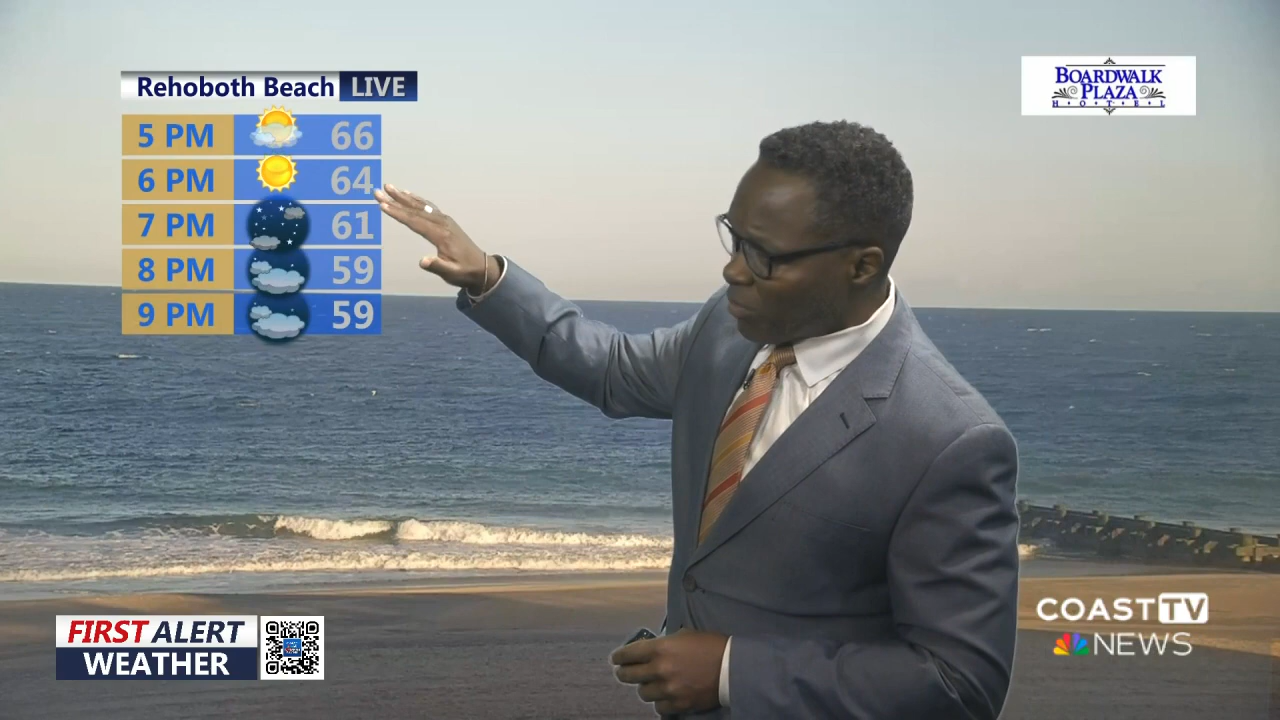 Rehoboth Beach LIVE
5 PM 66
6 PM 64
7 PM 61
8 PM 59
9 PM 59
BOARDWALK
PLAZA
H·O·T·E·L
FIRST ALERT
WEATHER
COAST TV
NEWS